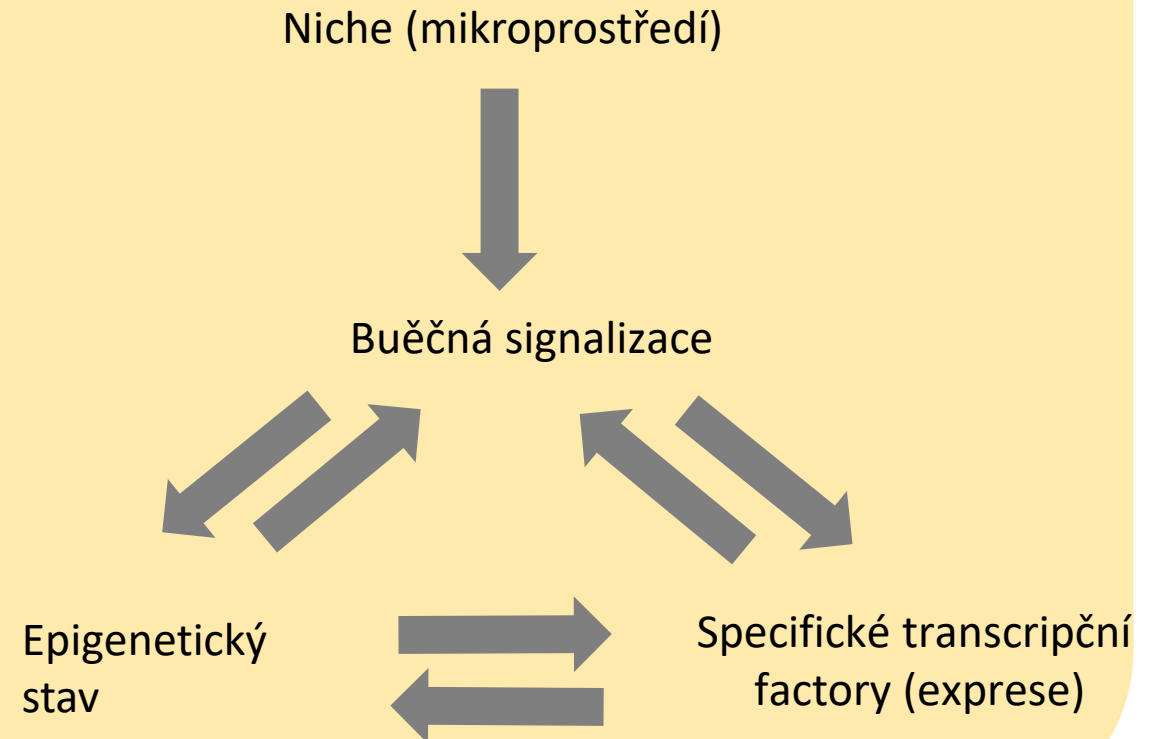 Niche (mikroprostředí)
Buěčná signalizace
Epigenetický
stav
Specifické transcripční
factory (exprese)